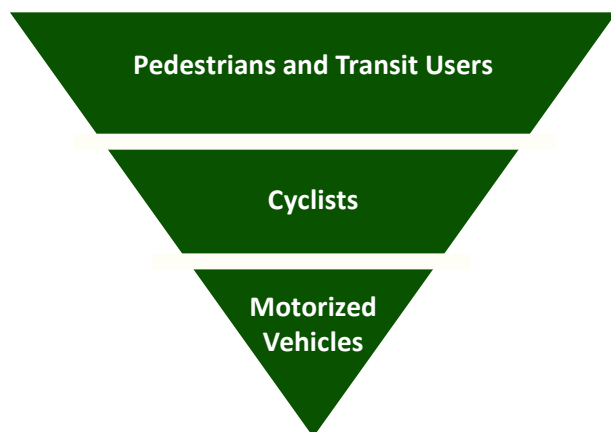 Pedestrians and Transit Users
Cyclists
Motorized
Vehicles